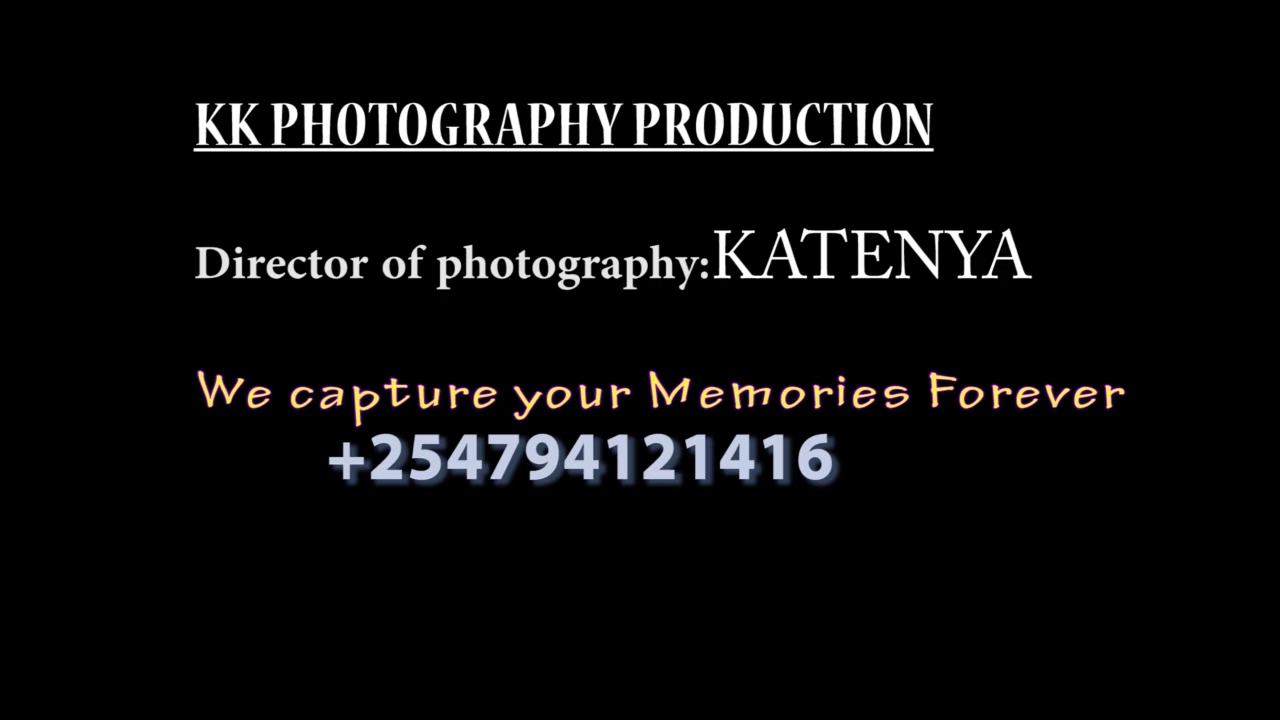 KK PHOTOGRAPHY PRODUCTION
Director of photography:KATENYA
We capture your Memories Forever
+254794121416